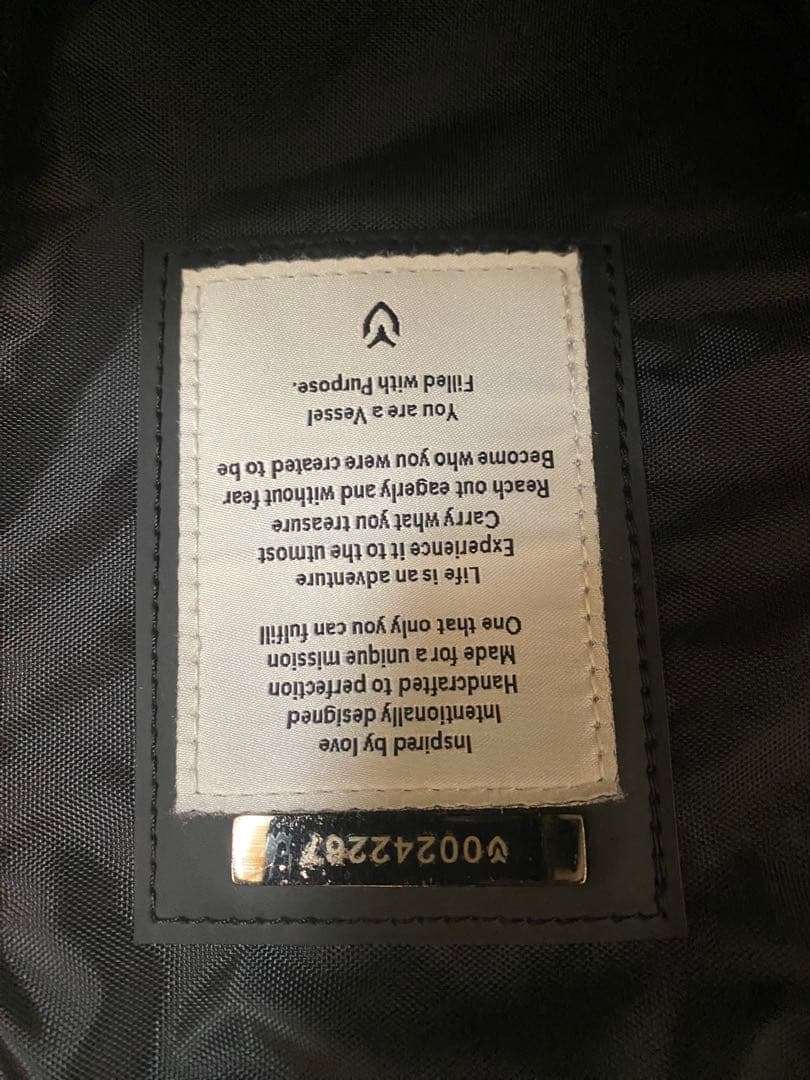 00242267
Inspired by love
Intentionally designed
Handcrafted to perfection
Made for a unique mission
One that only you can fulfill
Life is an adventure
Experience it to the utmost
Carry what you treasure
Reach out eagerly and without fear
Become who you were created to be
You are a Vessel
Filled with Purpose.